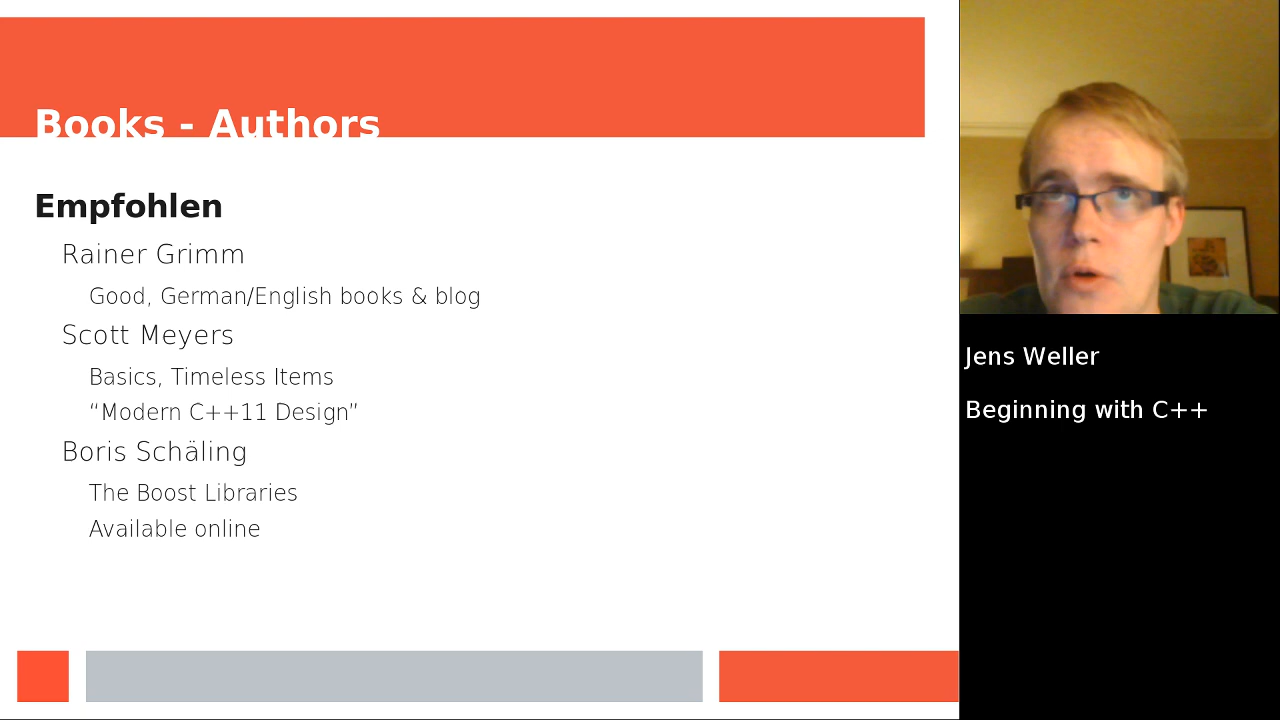 Books - Authors
Empfohlen
Rainer Grimm
Good, German/English books & blog
Scott Meyers
Basics, Timeless Items
“Modern C++11 Design”
Boris Schäling
The Boost Libraries
Available online
Jens Weller
Beginning with C++